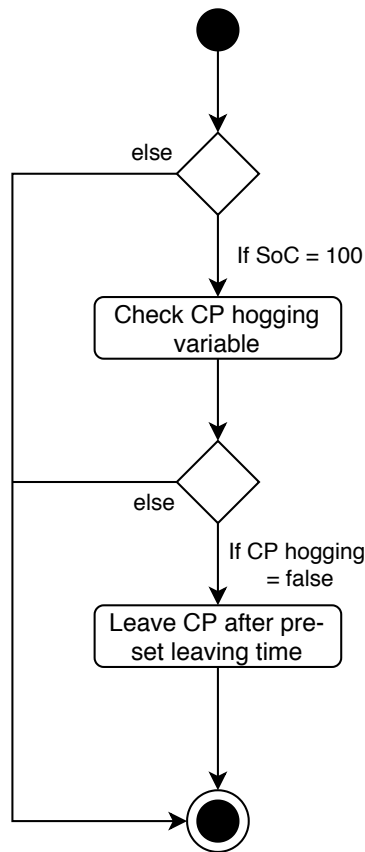 else
If SoC = 100
Check CP hogging
variable
else
If CP hogging
= false
Leave CP after pre-
set leaving time